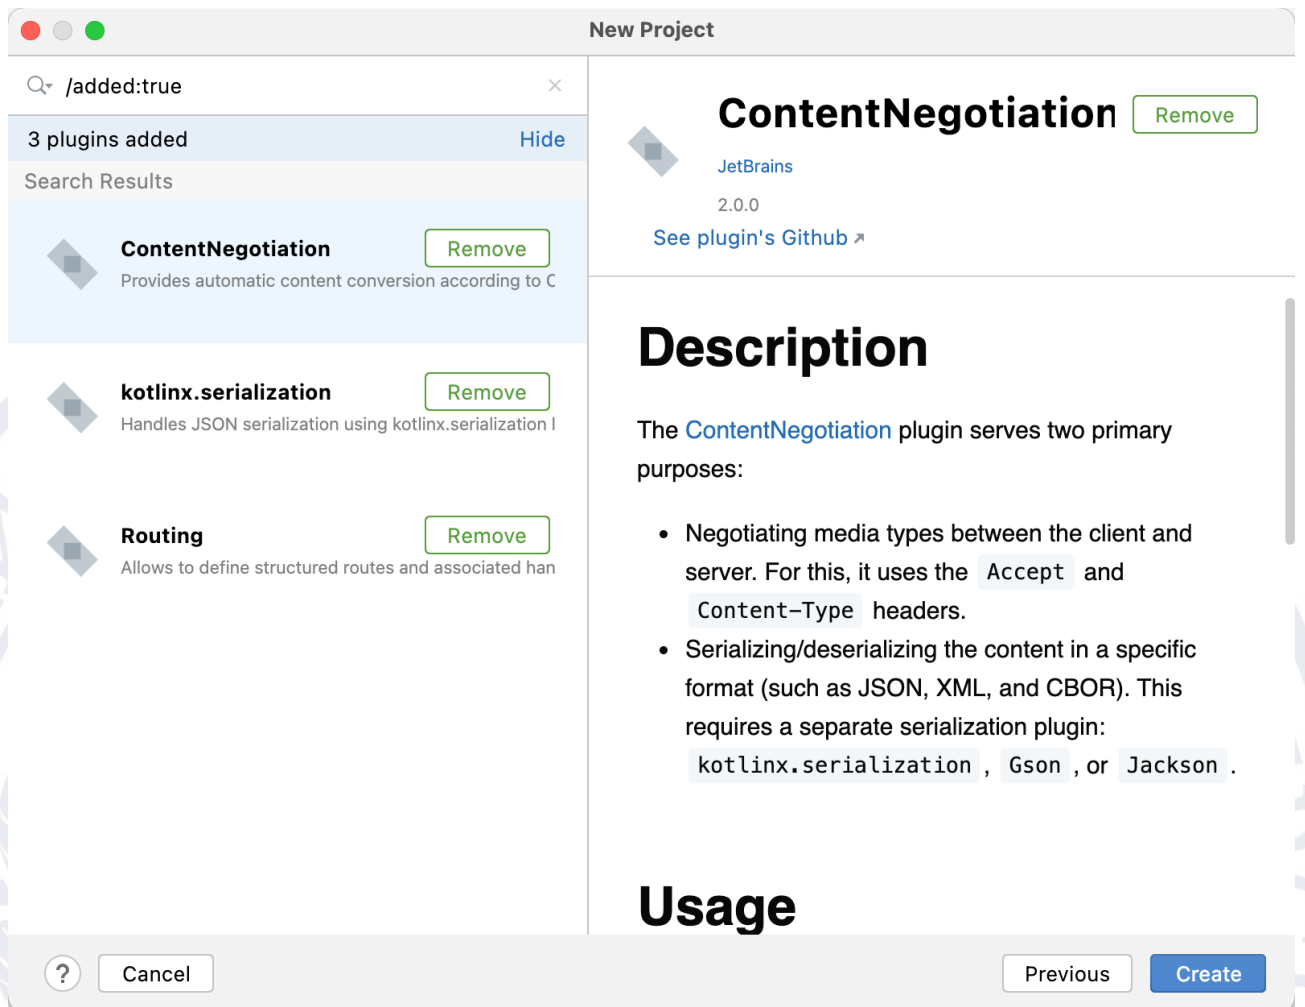 New Project
/added:true
3 plugins added
Hide
Search Results
ContentNegotiation
Remove
Provides automatic content conversion according to C
kotlinx.serialization
Remove
Handles JSON serialization using kotlinx.serialization l
Routing
Remove
Allows to define structured routes and associated han
ContentNegotiation
Remove
JetBrains
2.0.0
See plugin's Github
Description
The ContentNegotiation plugin serves two primary
purposes:
Negotiating media types between the client and
server. For this, it uses the Accept and
Content-Type headers.
Serializing/deserializing the content in a specific
format (such as JSON, XML, and CBOR). This
requires a separate serialization plugin:
kotlinx.serialization , Gson , or Jackson .
Usage
?
Cancel
Previous
Create